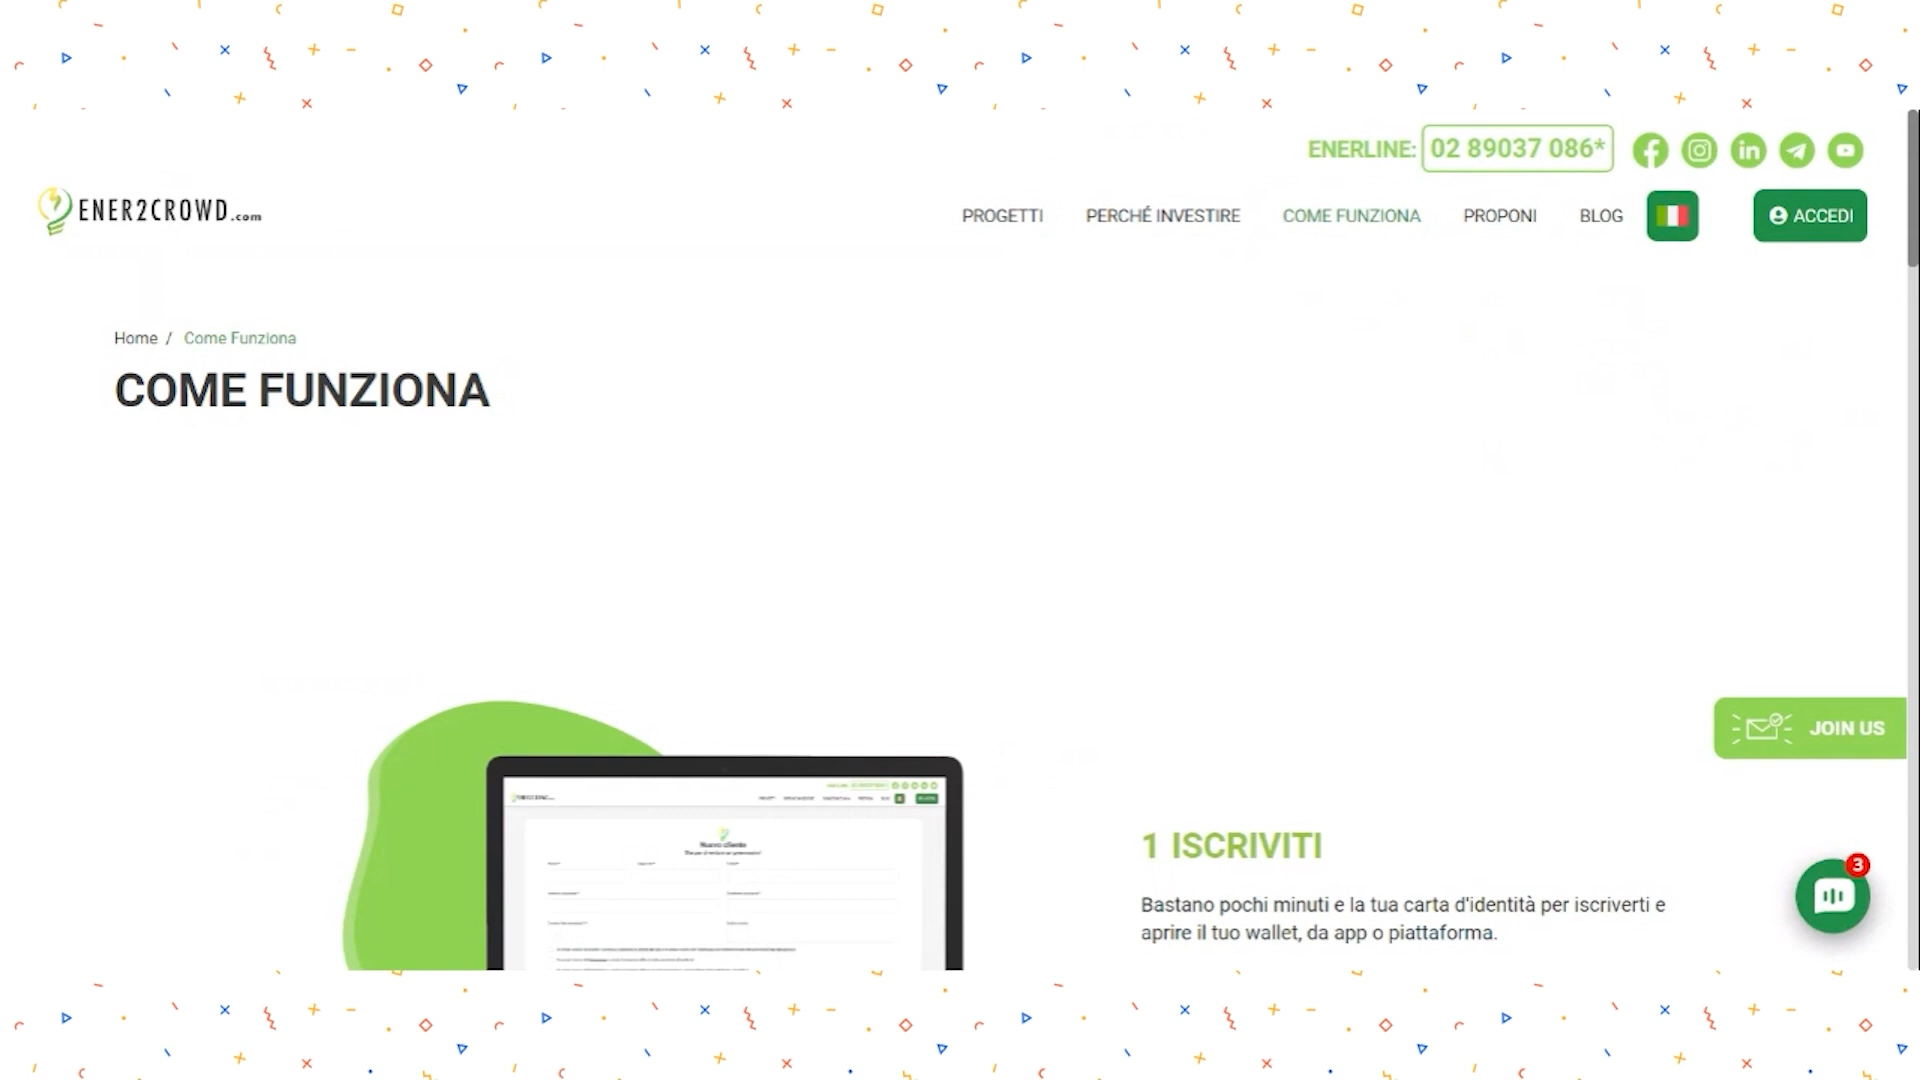 ENERLINE: 02 89037 086*
ENER2CROWD.com
PROGETTI PERCHÉ INVESTIRE COME FUNZIONA PROPONI BLOG ACCEDI
Home / Come Funziona
COME FUNZIONA
JOIN US
Nuovo cliente
1 ISCRIVITI
3
Bastano pochi minuti e la tua carta d'identità per iscriverti e
aprire il tuo wallet, da app o piattaforma.